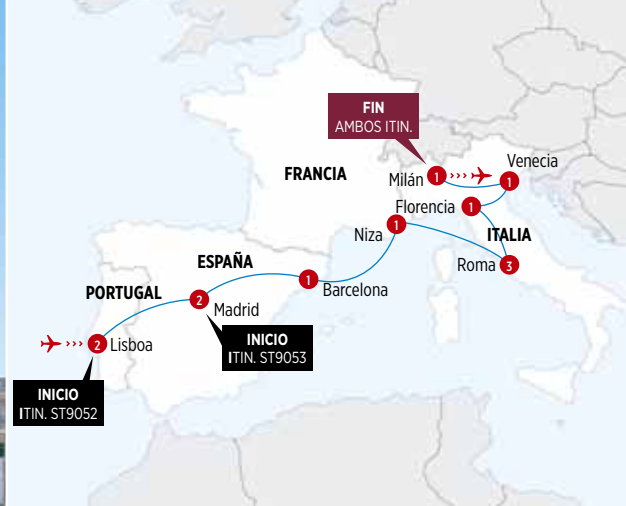 FIN
AMBOS ITIN.
FRANCIA
Milán
1
1
Venecia
Florencia
1
Niza
1
ITALIA
Roma
3
ESPAÑA
1
Barcelona
PORTUGAL
2
Madrid
2
Lisboa
INICIO
ITIN. ST9053
INICIO
ITIN. ST9052